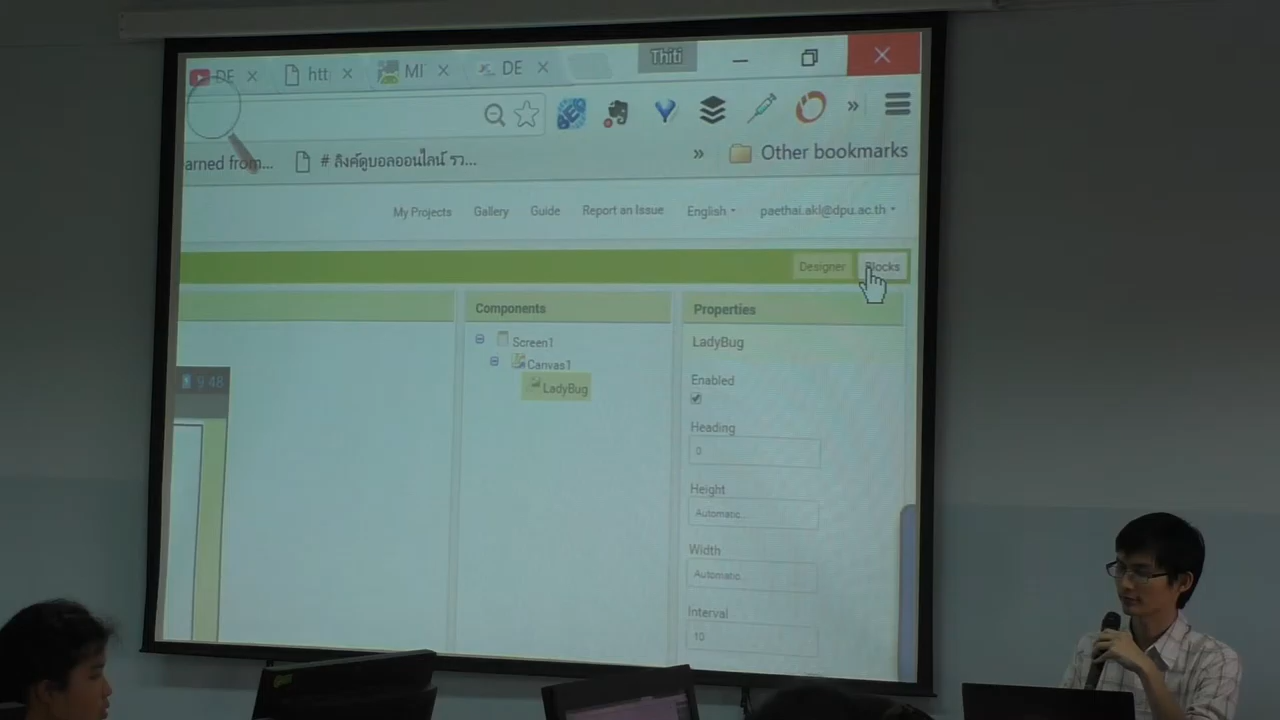 Thiti
DE htt MI DE
arned from... # ลิงค์ดูบอลออนไลน์ รว... » Other bookmarks
My Projects Gallery Guide Report an Issue English paethai.akl@dpu.ac.th
Designer Blocks
Components Properties
Screen1 LadyBug
Canvas1
LadyBug Enabled
9:48
Heading
0
Height
Automatic...
Width
Automatic...
Interval
10